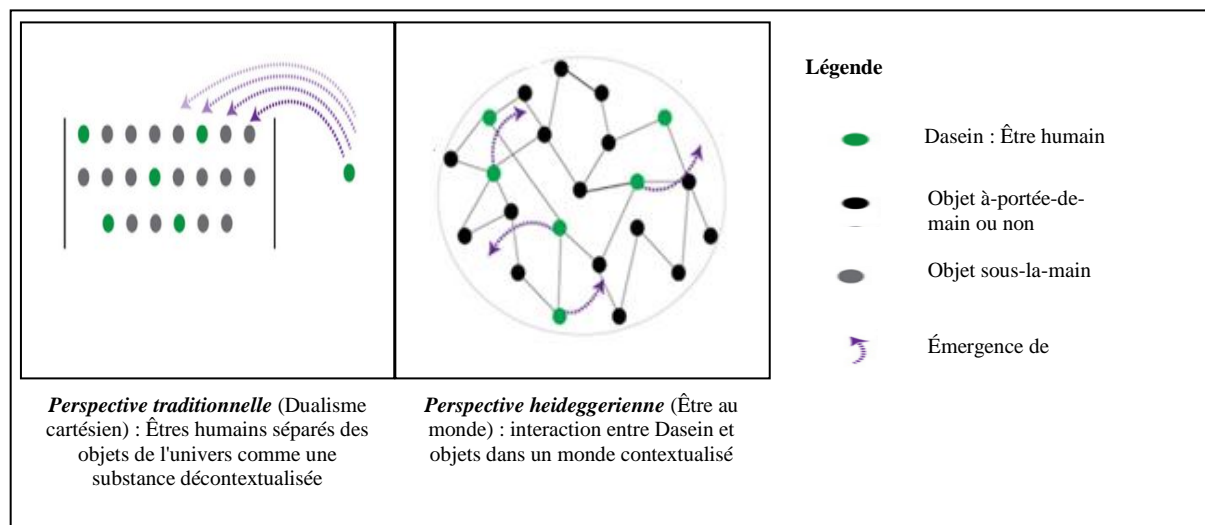 Légende
Dasein : Être humain
Objet à-portée-de-
main ou non
Objet sous-la-main
Émergence de
Perspective traditionnelle (Dualisme
cartésien) : Êtres humains séparés des
objets de l'univers comme une
substance décontextualisée
Perspective heideggerienne (Être au
monde) : interaction entre Dasein et
objets dans un monde contextualisé